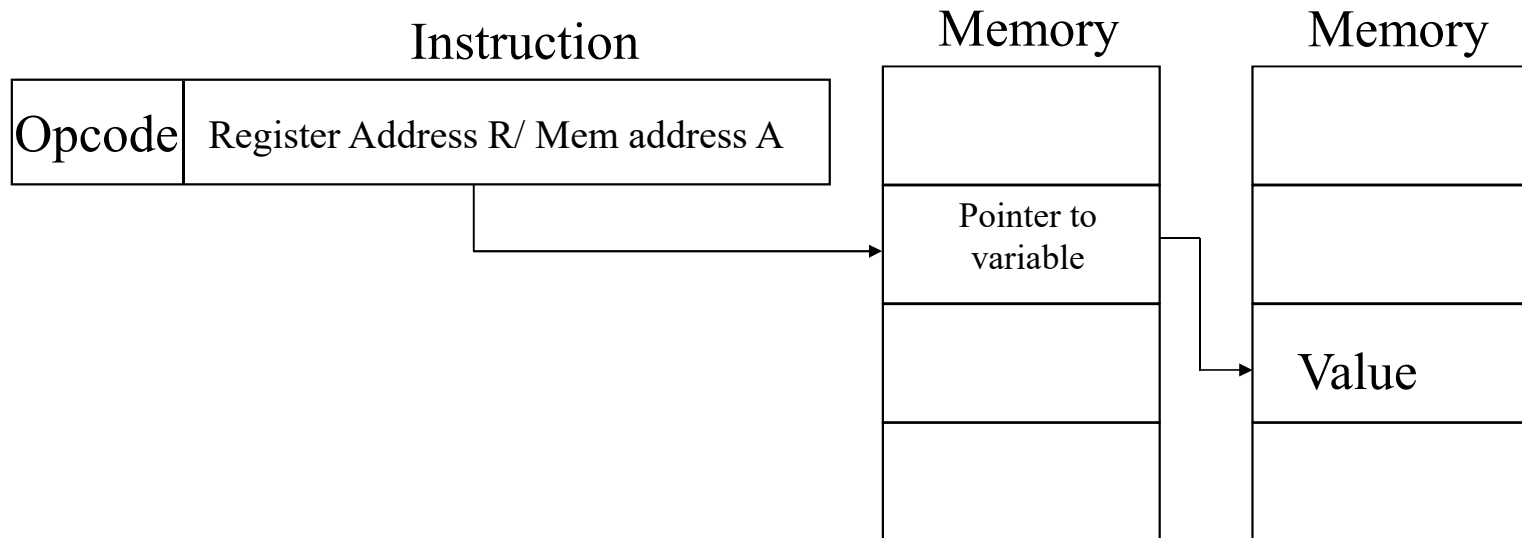 Instruction
Memory
Memory
Opcode
Register Address R/ Mem address A
Pointer to
variable
Value